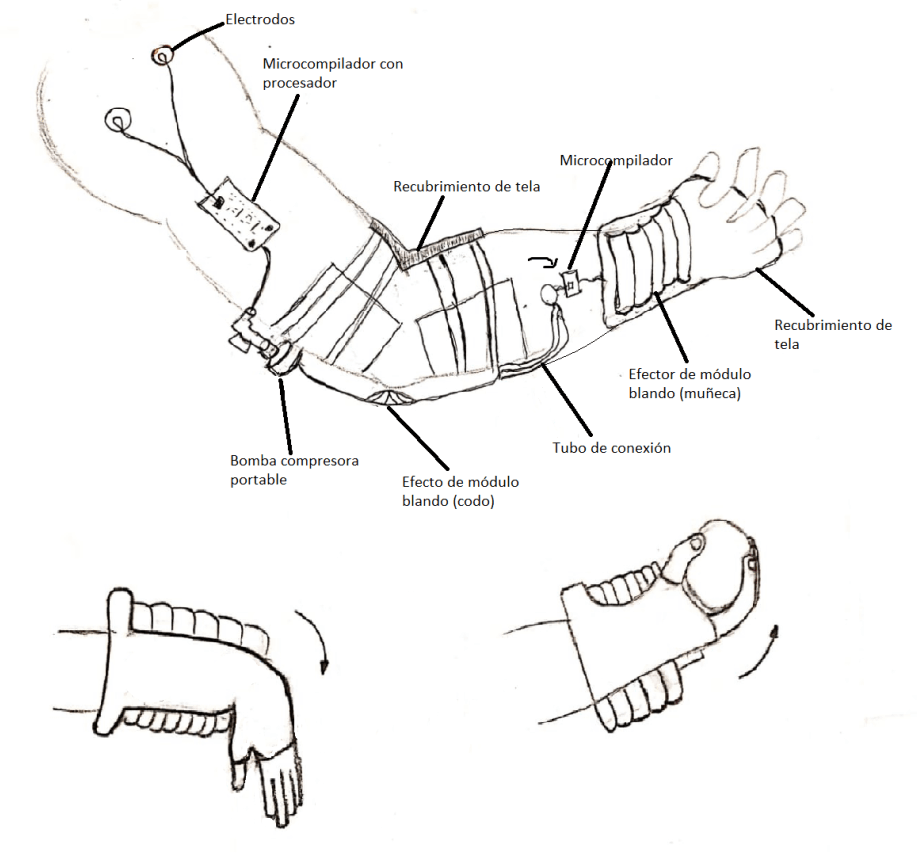 Electrodos
Microcompilador con
procesador
Microcompilador
Recubrimiento de tela
Recubrimiento de
tela
Efector de módulo
blando (muñeca)
Tubo de conexión
Bomba compresora
portable
Efecto de módulo
blando (codo)